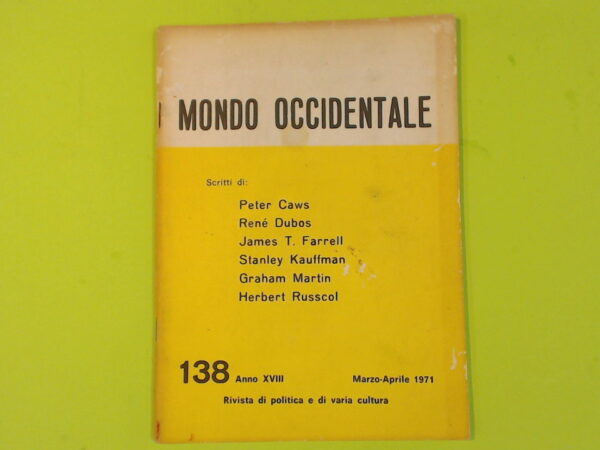 MONDO OCCIDENTALE
Scritti di:
Peter Caws
René Dubos
James T. Farrell
Stanley Kauffman
Graham Martin
Herbert Russcol
138 Anno XVIII Marzo-Aprile 1971
Rivista di politica e di varia cultura